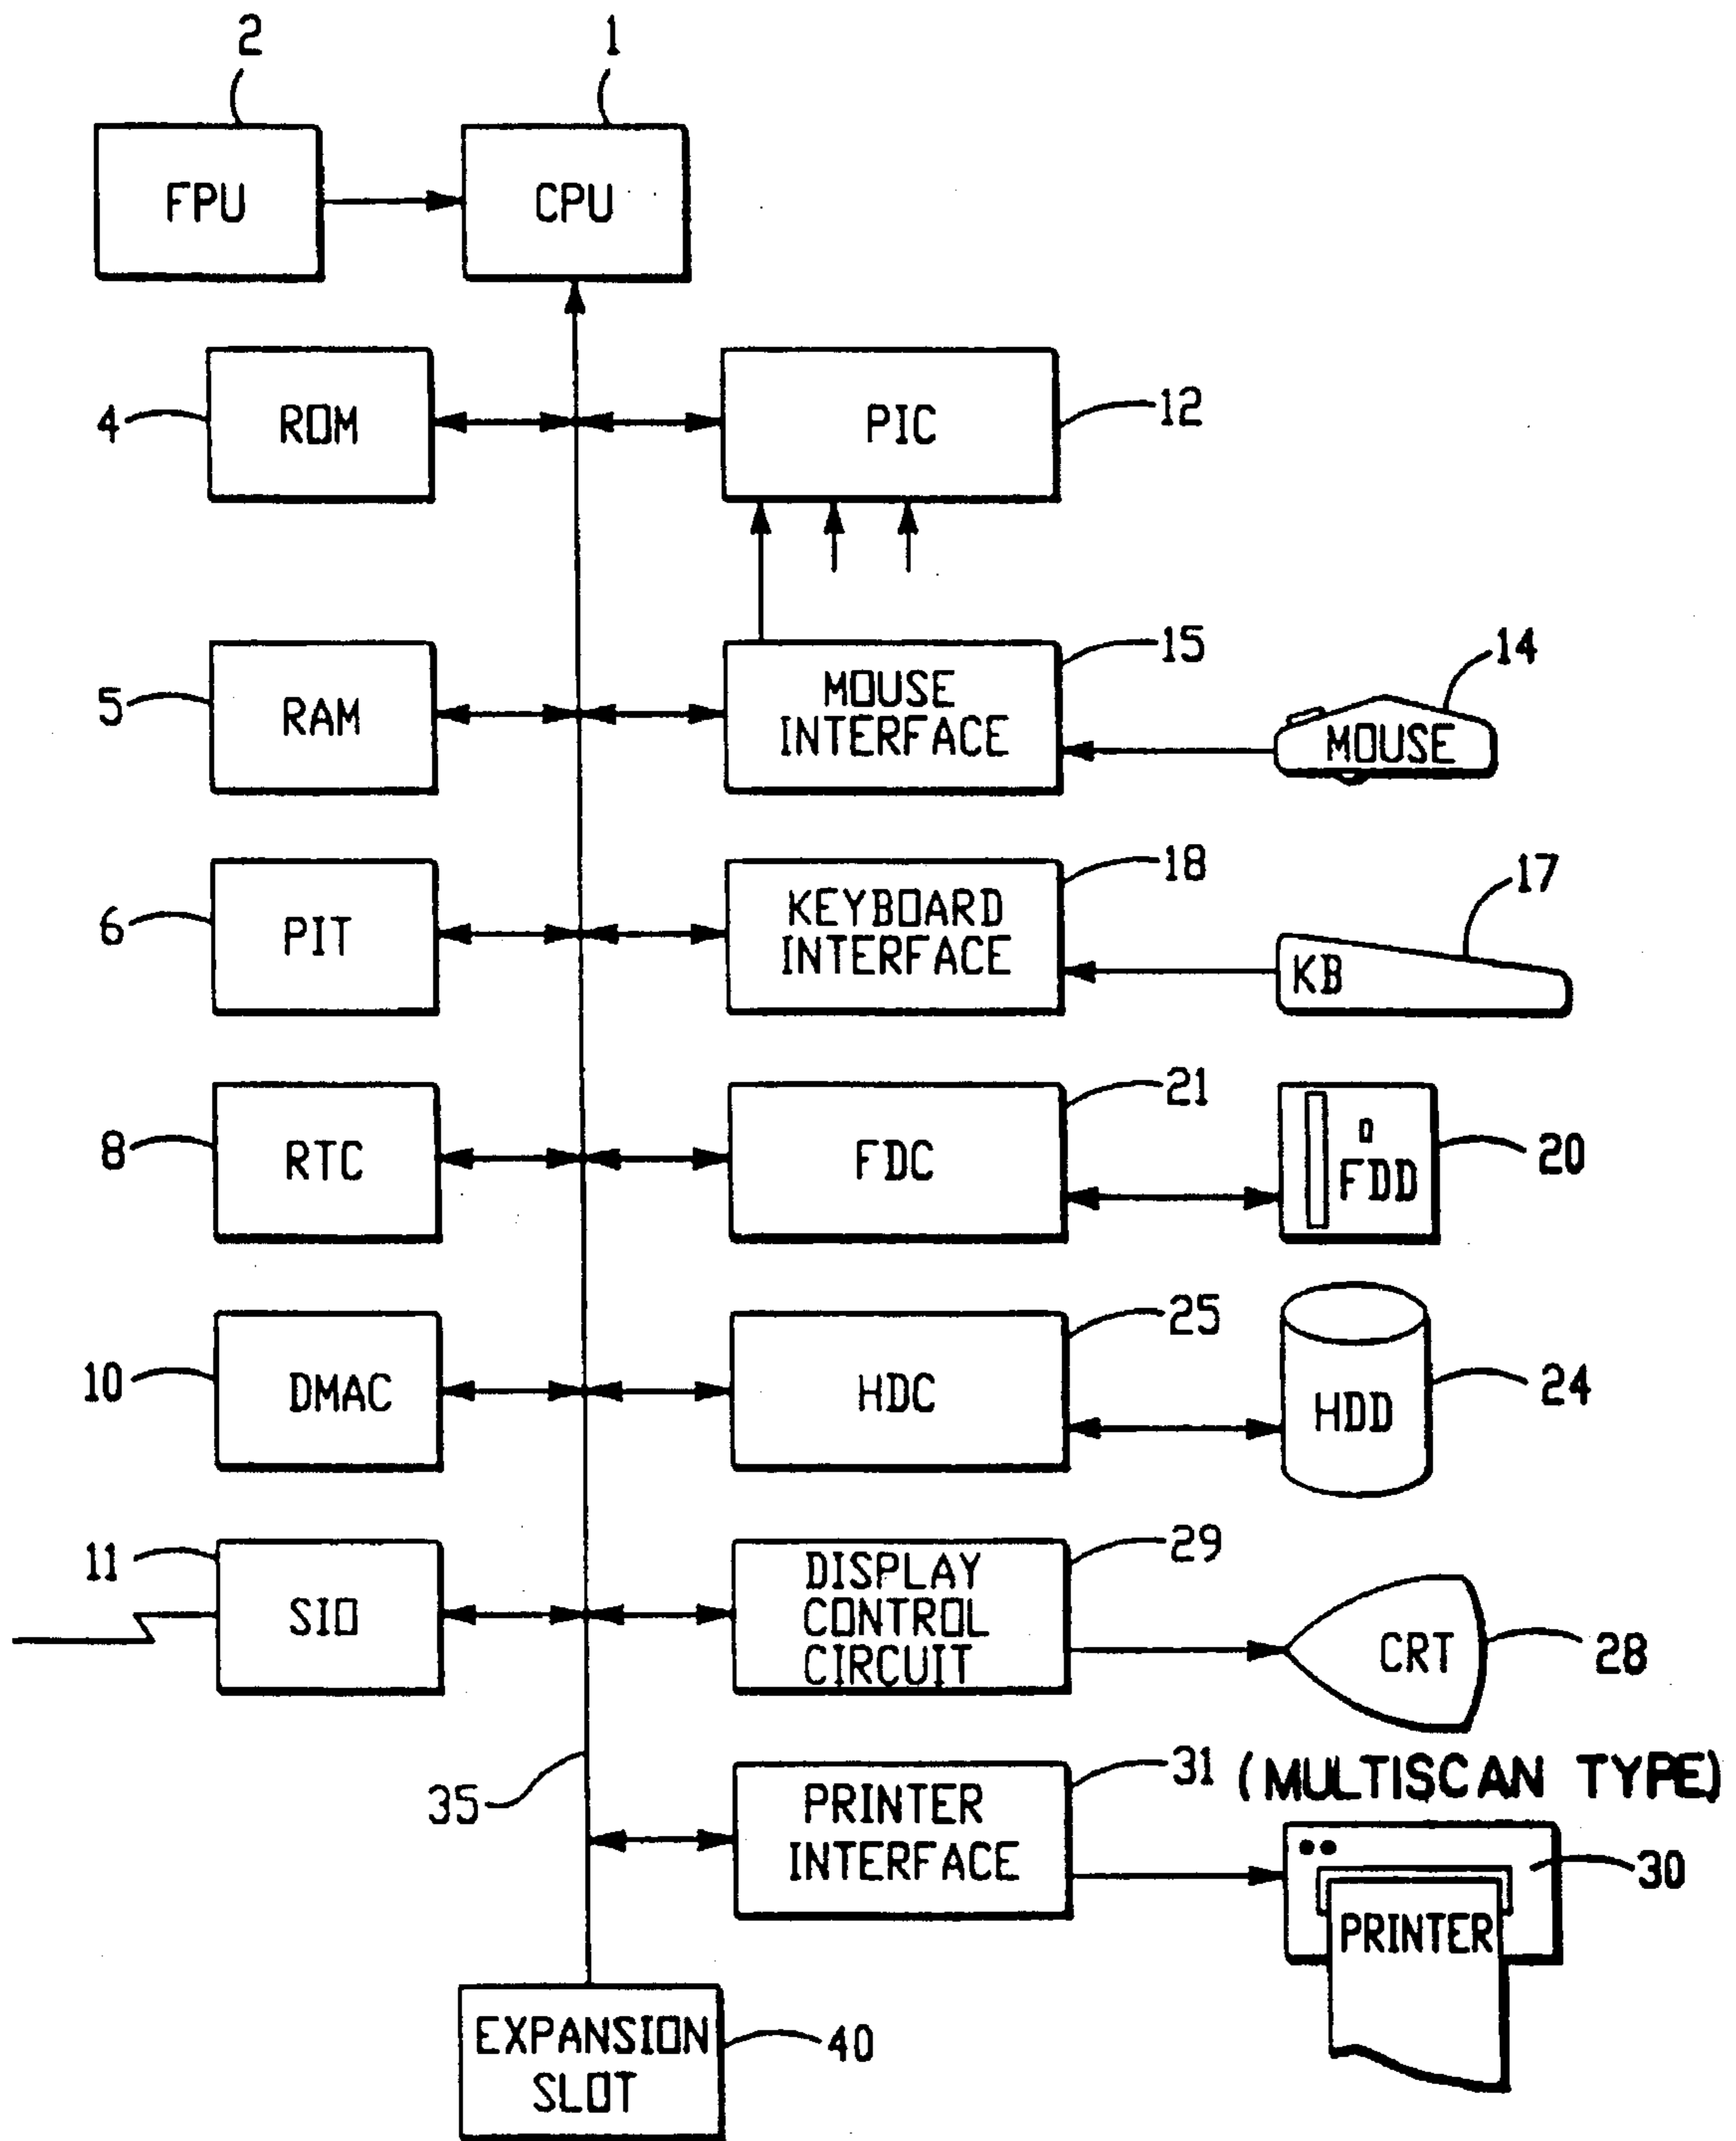 2
1
FPU
CPU
4
ROM
PIC
12
5
RAM
MOUSE
INTERFACE
15
14
MOUSE
6
PIT
KEYBOARD
INTERFACE
18
17
KB
8
RTC
FDC
21
FDD
20
10
DMAC
HDC
25
HDD
24
11
SIO
DISPLAY
CONTROL
CIRCUIT
29
CRT
28
35
PRINTER
INTERFACE
31
(MULTISCAN TYPE)
30
PRINTER
EXPANSION
SLOT
40